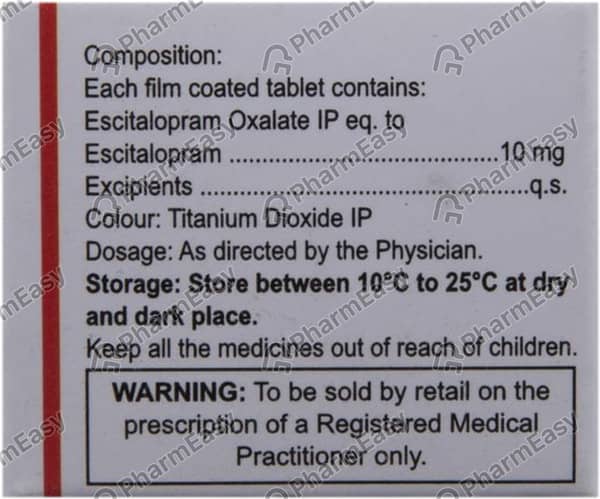 Composition:
Each film coated tablet contains:
Escitalopram Oxalate IP eq. to
Escitalopram ......................................10 mg
Excipients ..............................................q.s.
Colour: Titanium Dioxide IP
Dosage: As directed by the Physician.
Storage: Store between 10°C to 25°C at dry
and dark place.
Keep all the medicines out of reach of children.
WARNING: To be sold by retail on the
prescription of a Registared Medical
Practitioner only.
PharmEasy